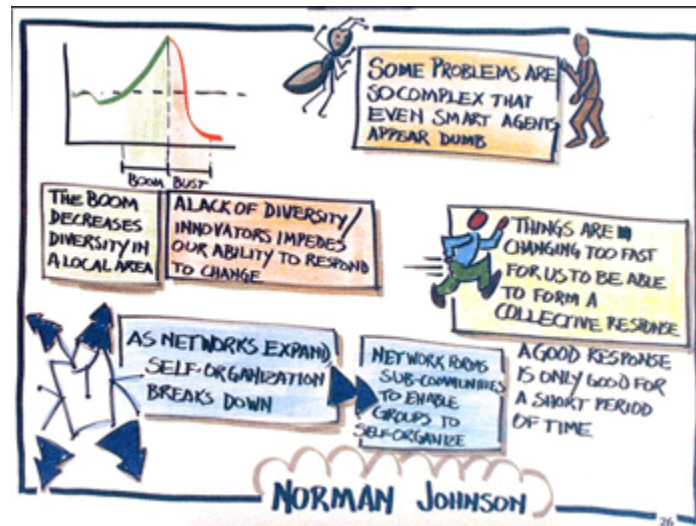 SOME PROBLEMS ARE
SO COMPLEX THAT
EVEN SMART AGENTS
APPEAR DUMB
BOOM BUST
THE BOOM
DECREASES
DIVERSITY IN
A LOCAL AREA
A LACK OF DIVERSITY/
INNOVATORS IMPEDES
OUR ABILITY TO RESPOND
TO CHANGE
THINGS ARE
CHANGING TOO FAST
FOR US TO BE ABLE
TO FORM A
COLLECTIVE RESPONSE
A GOOD RESPONSE
IS ONLY GOOD FOR
A SHORT PERIOD
OF TIME
AS NETWORKS EXPAND
SELF-ORGANIZATION
BREAKS DOWN
NETWORK FORMS
SUB-COMMUNITIES
TO ENABLE
GROUPS TO
SELF-ORGANIZE
NORMAN JOHNSON
26